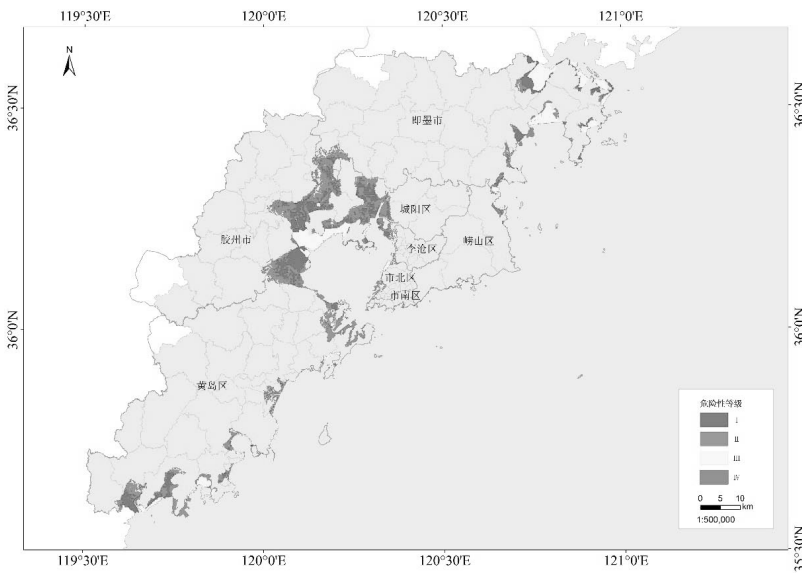 119°30'E
120°0'E
120°30'E
121°0'E
N
36°30'N
36°30'N
即墨市
城阳区
胶州市
李沧区
崂山区
市北区
市南区
36°0'N
36°0'N
黄岛区
危险性等级
I
II
III
IV
0 5 10
km
1:500,000
119°30'E
120°0'E
120°30'E
121°0'E
35°30'N